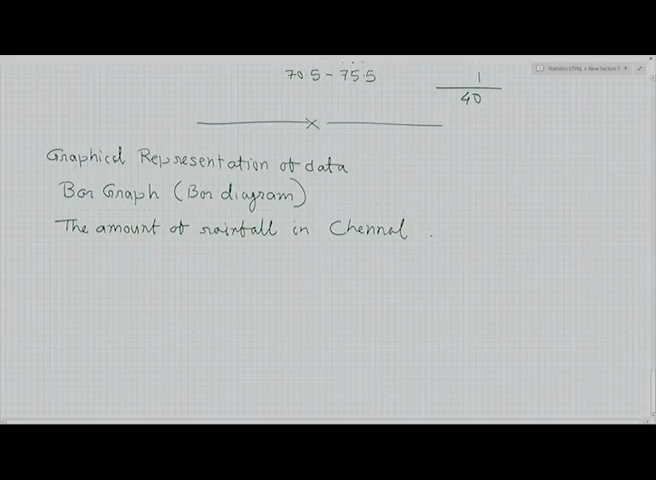 70.5 – 75.5 1
40
Graphical Representation of data
Bar Graph (Bar diagram)
The amount of rainfall in Chennai .